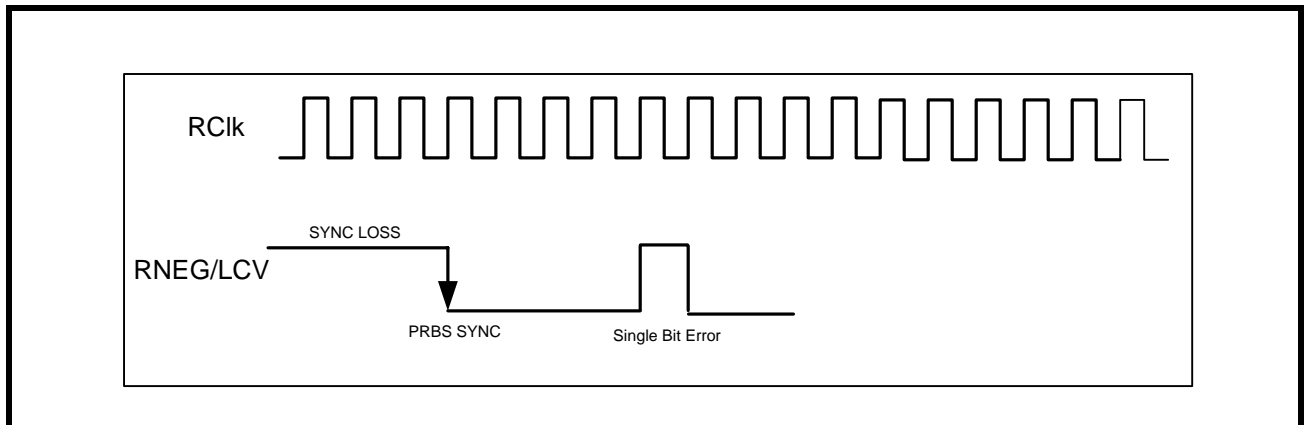 RClk
SYNC LOSS
RNEG/LCV
PRBS SYNC
Single Bit Error